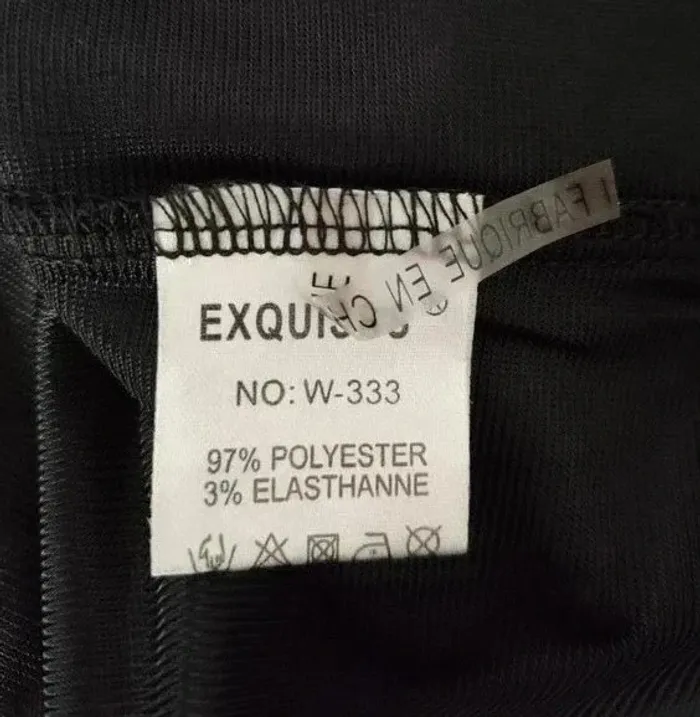 FABRIQUE EN
NO: W-333
97% POLYESTER
3% ELASTHANNE